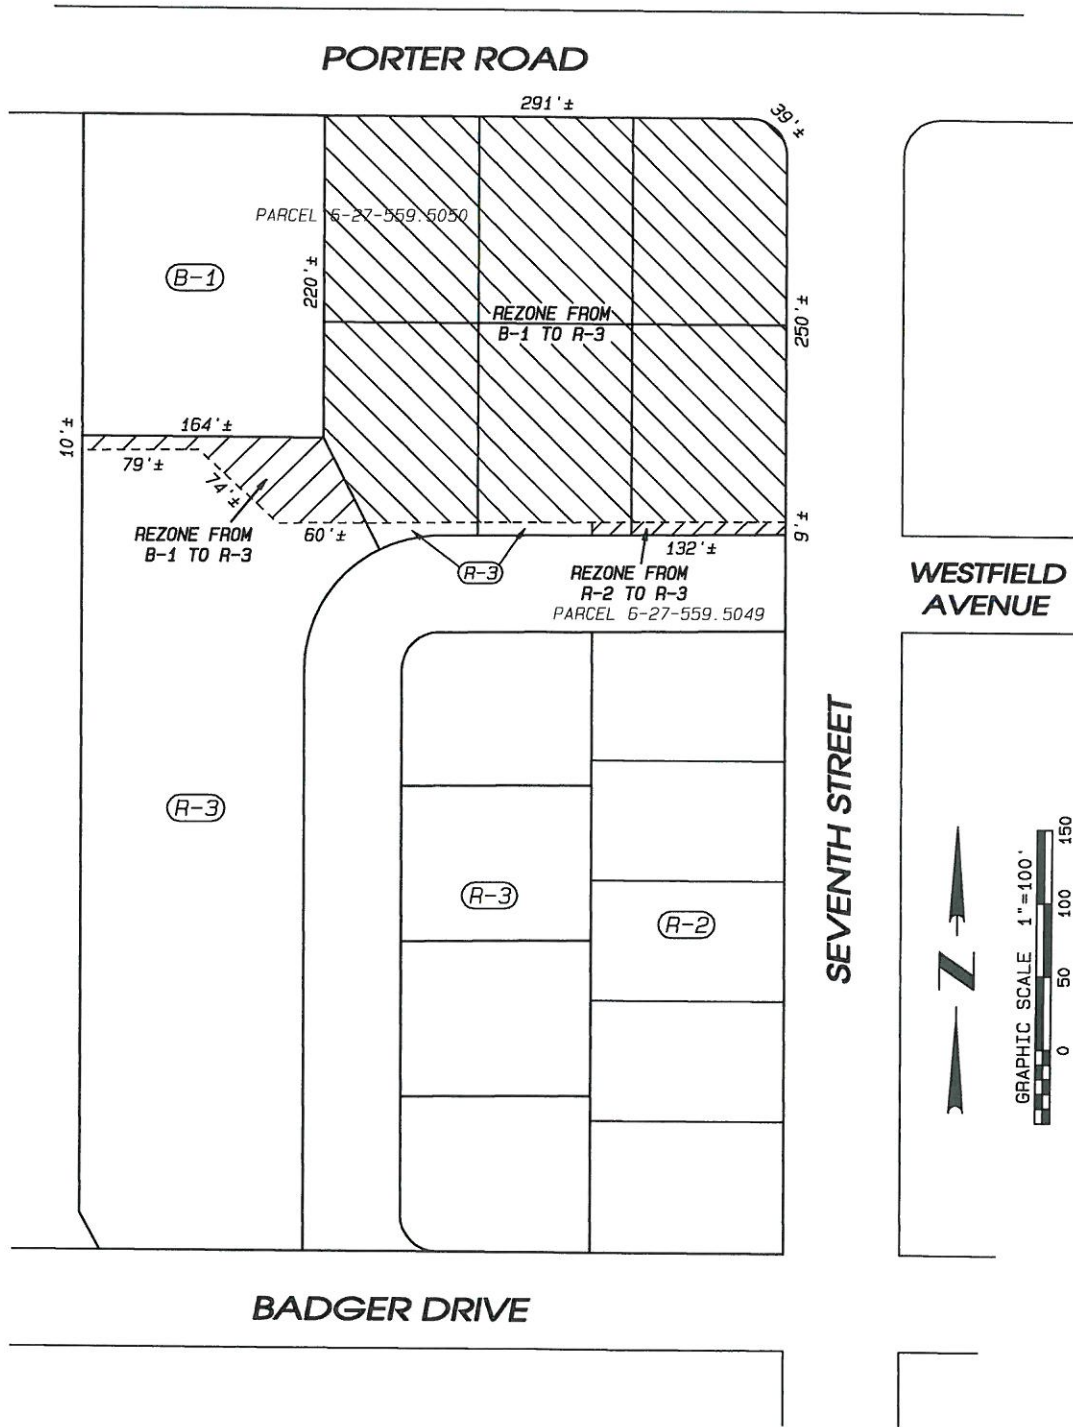 PORTER ROAD
291'±
39'±
PARCEL 6-27-559.5050
B-1
220'±
REZONE FROM
B-1 TO R-3
250'±
10'±
164'±
79'±
74'±
REZONE FROM
B-1 TO R-3
60'±
R-3
132'±
9'±
REZONE FROM
R-2 TO R-3
PARCEL 6-27-559.5049
WESTFIELD
AVENUE
SEVENTH STREET
R-3
R-3
R-2
N
GRAPHIC SCALE 1"=100'
0 50 100 150
BADGER DRIVE